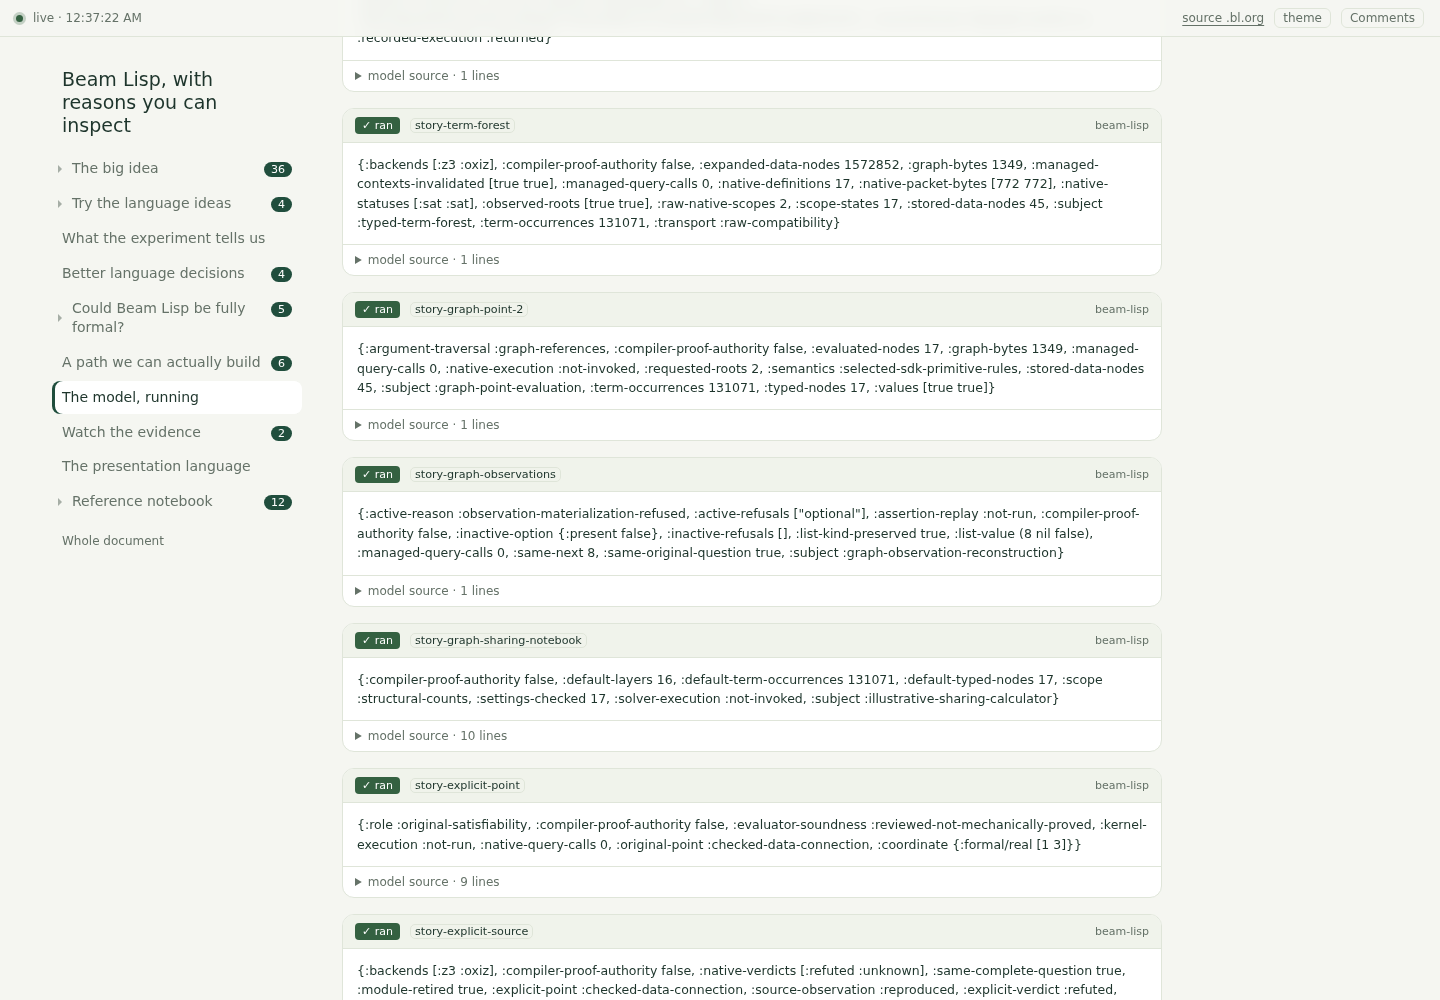 live · 12:37:22 AM
source .bl.org
theme
Comments
Beam Lisp, with
reasons you can
inspect
The big idea
36
Try the language ideas
4
What the experiment tells us
Better language decisions
4
Could Beam Lisp be fully
formal?
5
A path we can actually build
6
The model, running
Watch the evidence
2
The presentation language
Reference notebook
12
Whole document
:recorded-execution :returned}
▶ model source · 1 lines
✓ ran
story-term-forest
beam-lisp
{:backends [:z3 :oxiz], :compiler-proof-authority false, :expanded-data-nodes 1572852, :graph-bytes 1349, :managed-
contexts-invalidated [true true], :managed-query-calls 0, :native-definitions 17, :native-packet-bytes [772 772], :native-
statuses [:sat :sat], :observed-roots [true true], :raw-native-scopes 2, :scope-states 17, :stored-data-nodes 45, :subject
:typed-term-forest, :term-occurrences 131071, :transport :raw-compatibility}
▶ model source · 1 lines
✓ ran
story-graph-point-2
beam-lisp
{:argument-traversal :graph-references, :compiler-proof-authority false, :evaluated-nodes 17, :graph-bytes 1349, :managed-
query-calls 0, :native-execution :not-invoked, :requested-roots 2, :semantics :selected-sdk-primitive-rules, :stored-data-nodes
45, :subject :graph-point-evaluation, :term-occurrences 131071, :typed-nodes 17, :values [true true]}
▶ model source · 1 lines
✓ ran
story-graph-observations
beam-lisp
{:active-reason :observation-materialization-refused, :active-refusals ["optional"], :assertion-replay :not-run, :compiler-proof-
authority false, :inactive-option {:present false}, :inactive-refusals [], :list-kind-preserved true, :list-value (8 nil false),
:managed-query-calls 0, :same-next 8, :same-original-question true, :subject :graph-observation-reconstruction}
▶ model source · 1 lines
✓ ran
story-graph-sharing-notebook
beam-lisp
{:compiler-proof-authority false, :default-layers 16, :default-term-occurrences 131071, :default-typed-nodes 17, :scope
:structural-counts, :settings-checked 17, :solver-execution :not-invoked, :subject :illustrative-sharing-calculator}
▶ model source · 10 lines
✓ ran
story-explicit-point
beam-lisp
{:role :original-satisfiability, :compiler-proof-authority false, :evaluator-soundness :reviewed-not-mechanically-proved, :kernel-
execution :not-run, :native-query-calls 0, :original-point :checked-data-connection, :coordinate {:formal/real [1 3]}}
▶ model source · 9 lines
✓ ran
story-explicit-source
beam-lisp
{:backends [:z3 :oxiz], :compiler-proof-authority false, :native-verdicts [:refuted :unknown], :same-complete-question true,
:module-retired true, :explicit-point :checked-data-connection, :source-observation :reproduced, :explicit-verdict :refuted,